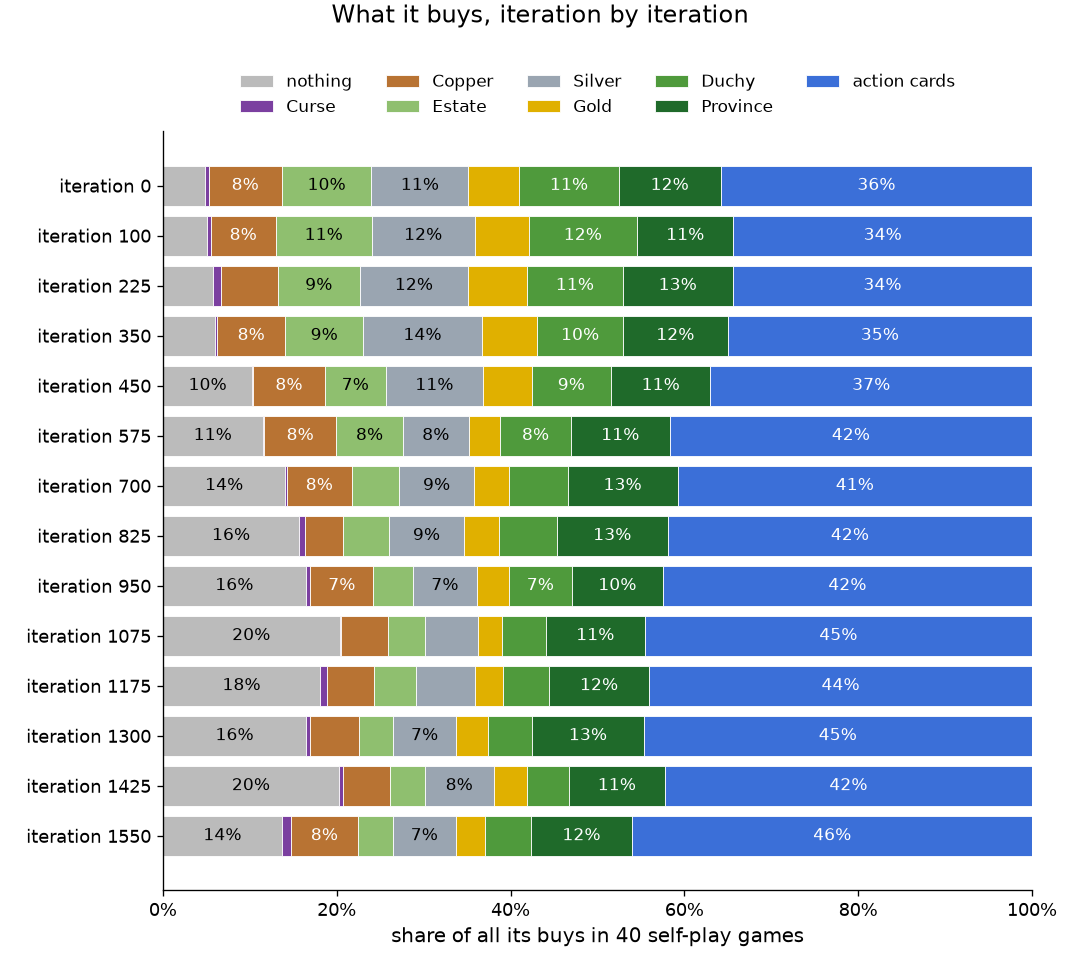 What it buys, iteration by iteration
nothing Copper Silver Duchy action cards
Curse Estate Gold Province
iteration 0 8% 10% 11% 11% 12% 36%
iteration 100 8% 11% 12% 12% 11% 34%
iteration 225 9% 12% 11% 13% 34%
iteration 350 8% 9% 14% 10% 12% 35%
iteration 450 10% 8% 7% 11% 9% 11% 37%
iteration 575 11% 8% 8% 8% 8% 11% 42%
iteration 700 14% 8% 9% 13% 41%
iteration 825 16% 9% 13% 42%
iteration 950 16% 7% 7% 7% 10% 42%
iteration 1075 20% 11% 45%
iteration 1175 18% 12% 44%
iteration 1300 16% 7% 13% 45%
iteration 1425 20% 8% 11% 42%
iteration 1550 14% 8% 7% 12% 46%
0% 20% 40% 60% 80% 100%
share of all its buys in 40 self-play games